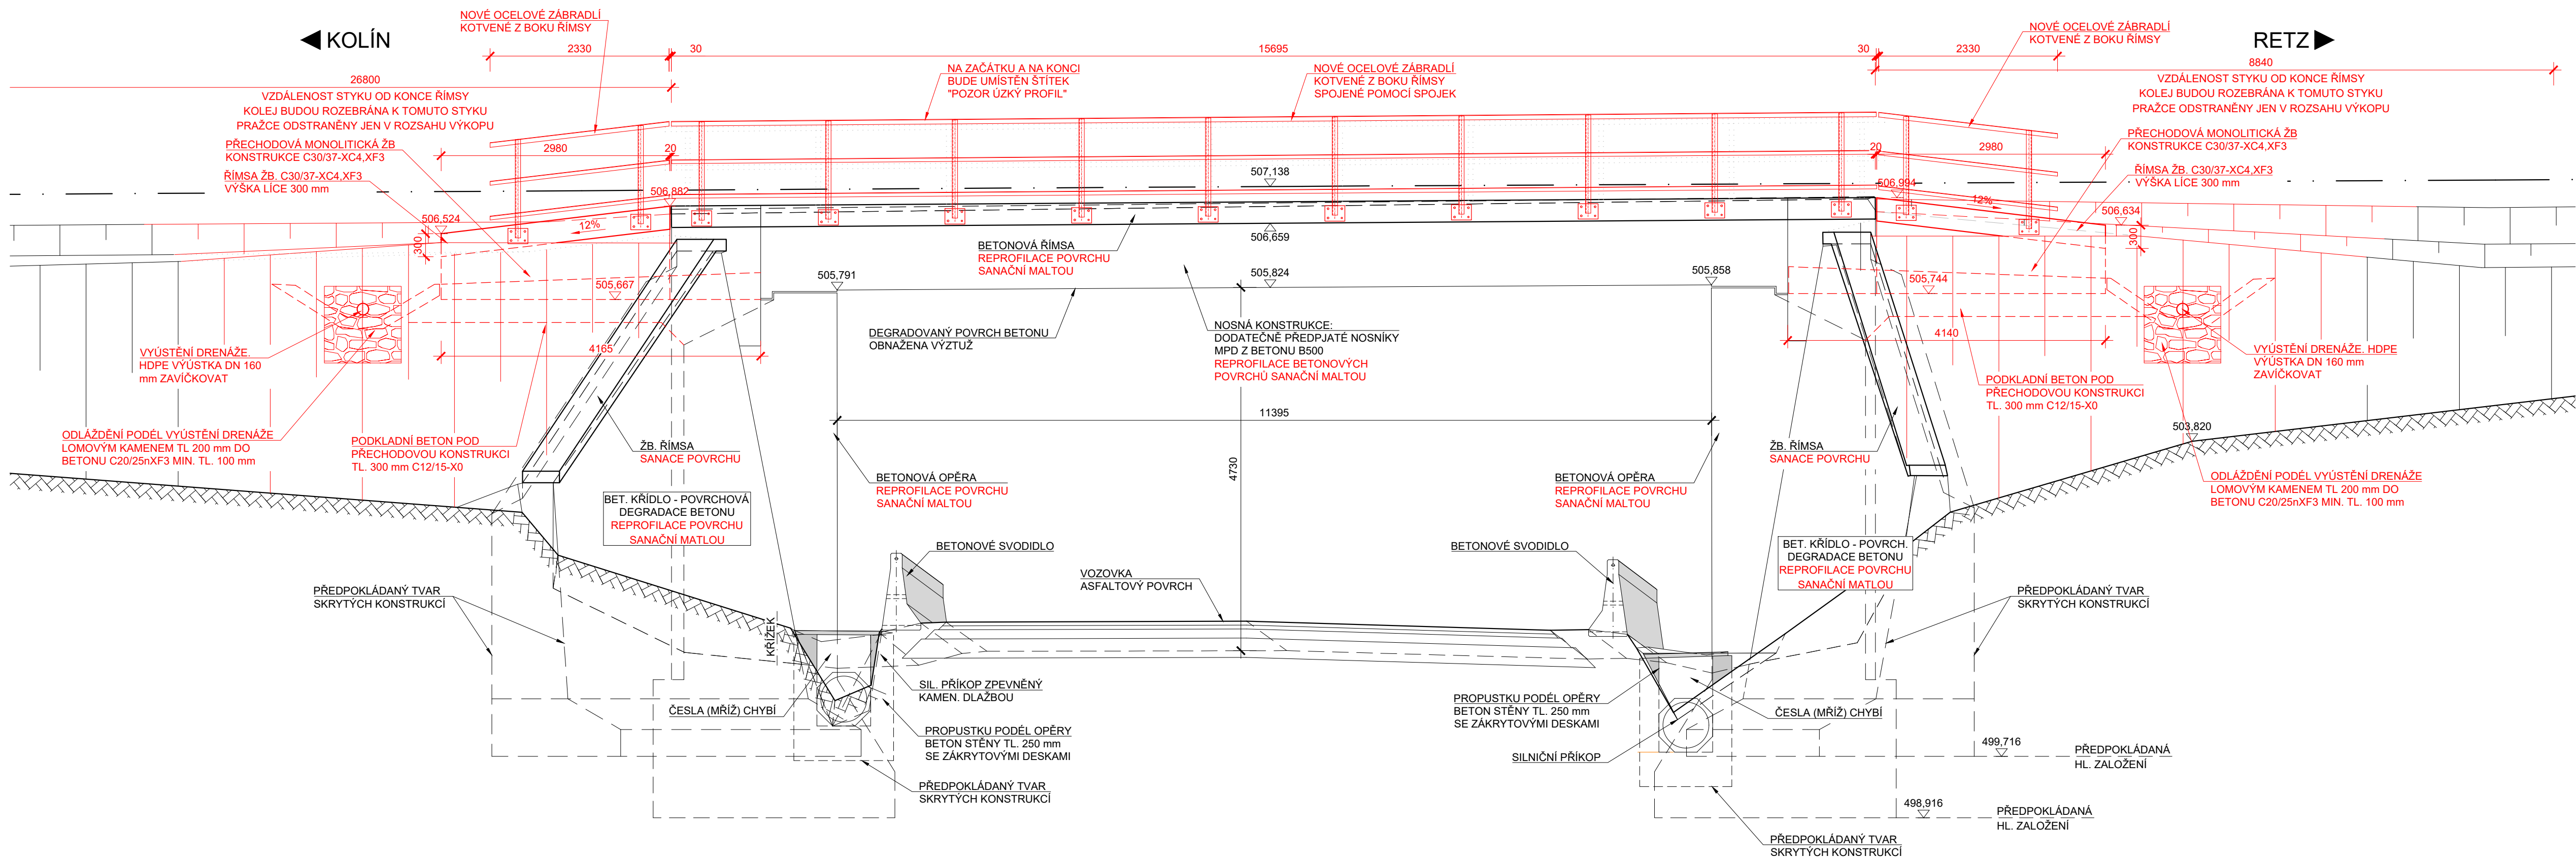 KOLÍN
RETZ
NOVÉ OCELOVÉ ZÁBRADLÍ
KOTVENÉ Z BOKU ŘÍMSY
2330
30
15695
30
2330
NOVÉ OCELOVÉ ZÁBRADLÍ
KOTVENÉ Z BOKU ŘÍMSY
26800
VZDÁLENOST STYKU OD KONCE ŘÍMSY
KOLEJ BUDOU ROZEBRÁNA K TOMUTO STYKU
PRAŽCE ODSTRANĚNY JEN V ROZSAHU VÝKOPU
NA ZAČÁTKU A NA KONCI
BUDE UMÍSTĚN ŠTÍTEK
"POZOR ÚZKÝ PROFIL"
NOVÉ OCELOVÉ ZÁBRADLÍ
KOTVENÉ Z BOKU ŘÍMSY
SPOJENÉ POMOCÍ SPOJEK
8840
VZDÁLENOST STYKU OD KONCE ŘÍMSY
KOLEJ BUDOU ROZEBRÁNA K TOMUTO STYKU
PRAŽCE ODSTRANĚNY JEN V ROZSAHU VÝKOPU
PŘECHODOVÁ MONOLITICKÁ ŽB
KONSTRUKCE C30/37-XC4,XF3
2980
20
20
2980
PŘECHODOVÁ MONOLITICKÁ ŽB
KONSTRUKCE C30/37-XC4,XF3
ŘÍMSA ŽB. C30/37-XC4,XF3
VÝŠKA LÍCE 300 mm
ŘÍMSA ŽB. C30/37-XC4,XF3
VÝŠKA LÍCE 300 mm
506,882
507,138
506,994
506,524
12%
12%
506,634
300
300
506,659
BETONOVÁ ŘÍMSA
REPROFILACE POVRCHU
SANAČNÍ MALTOU
505,667
505,791
505,824
505,858
505,744
DEGRADOVANÝ POVRCH BETONU
OBNAŽENA VÝZTUŽ
NOSNÁ KONSTRUKCE:
DODATEČNĚ PŘEDPJATÉ NOSNÍKY
MPD Z BETONU B500
REPROFILACE BETONOVÝCH
POVRCHŮ SANAČNÍ MALTOU
4165
4140
VYÚSTĚNÍ DRENÁŽE.
HDPE VÝÚSTKA DN 160
mm ZAVÍČKOVAT
VYÚSTĚNÍ DRENÁŽE. HDPE
VÝÚSTKA DN 160 mm
ZAVÍČKOVAT
PODKLADNÍ BETON POD
PŘECHODOVOU KONSTRUKCI
TL. 300 mm C12/15-X0
11395
503,820
ODLÁŽDĚNÍ PODÉL VYÚSTĚNÍ DRENÁŽE
LOMOVÝM KAMENEM TL 200 mm DO
BETONU C20/25nXF3 MIN. TL. 100 mm
PODKLADNÍ BETON POD
PŘECHODOVOU KONSTRUKCI
TL. 300 mm C12/15-X0
ŽB. ŘÍMSA
SANACE POVRCHU
ŽB. ŘÍMSA
SANACE POVRCHU
4730
BETONOVÁ OPĚRA
REPROFILACE POVRCHU
SANAČNÍ MALTOU
BETONOVÁ OPĚRA
REPROFILACE POVRCHU
SANAČNÍ MALTOU
ODLÁŽDĚNÍ PODÉL VYÚSTĚNÍ DRENÁŽE
LOMOVÝM KAMENEM TL 200 mm DO
BETONU C20/25nXF3 MIN. TL. 100 mm
BET. KŘÍDLO - POVRCHOVÁ
DEGRADACE BETONU
REPROFILACE POVRCHU
SANAČNÍ MATLOU
BET. KŘÍDLO - POVRCH.
DEGRADACE BETONU
REPROFILACE POVRCHU
SANAČNÍ MATLOU
BETONOVÉ SVODIDLO
BETONOVÉ SVODIDLO
VOZOVKA
ASFALTOVÝ POVRCH
PŘEDPOKLÁDANÝ TVAR
SKRYTÝCH KONSTRUKCÍ
PŘEDPOKLÁDANÝ TVAR
SKRYTÝCH KONSTRUKCÍ
KŘÍŽEK
SIL. PŘÍKOP ZPEVNĚNÝ
KAMEN. DLAŽBOU
ČESLA (MŘÍŽ) CHYBÍ
PROPUSTKU PODÉL OPĚRY
BETON STĚNY TL. 250 mm
SE ZÁKRYTOVÝMI DESKAMI
PROPUSTKU PODÉL OPĚRY
BETON STĚNY TL. 250 mm
SE ZÁKRYTOVÝMI DESKAMI
ČESLA (MŘÍŽ) CHYBÍ
SILNIČNÍ PŘÍKOP
499,716
PŘEDPOKLÁDANÁ
HL. ZALOŽENÍ
PŘEDPOKLÁDANÝ TVAR
SKRYTÝCH KONSTRUKCÍ
498,916
PŘEDPOKLÁDANÁ
HL. ZALOŽENÍ
PŘEDPOKLÁDANÝ TVAR
SKRYTÝCH KONSTRUKCÍ